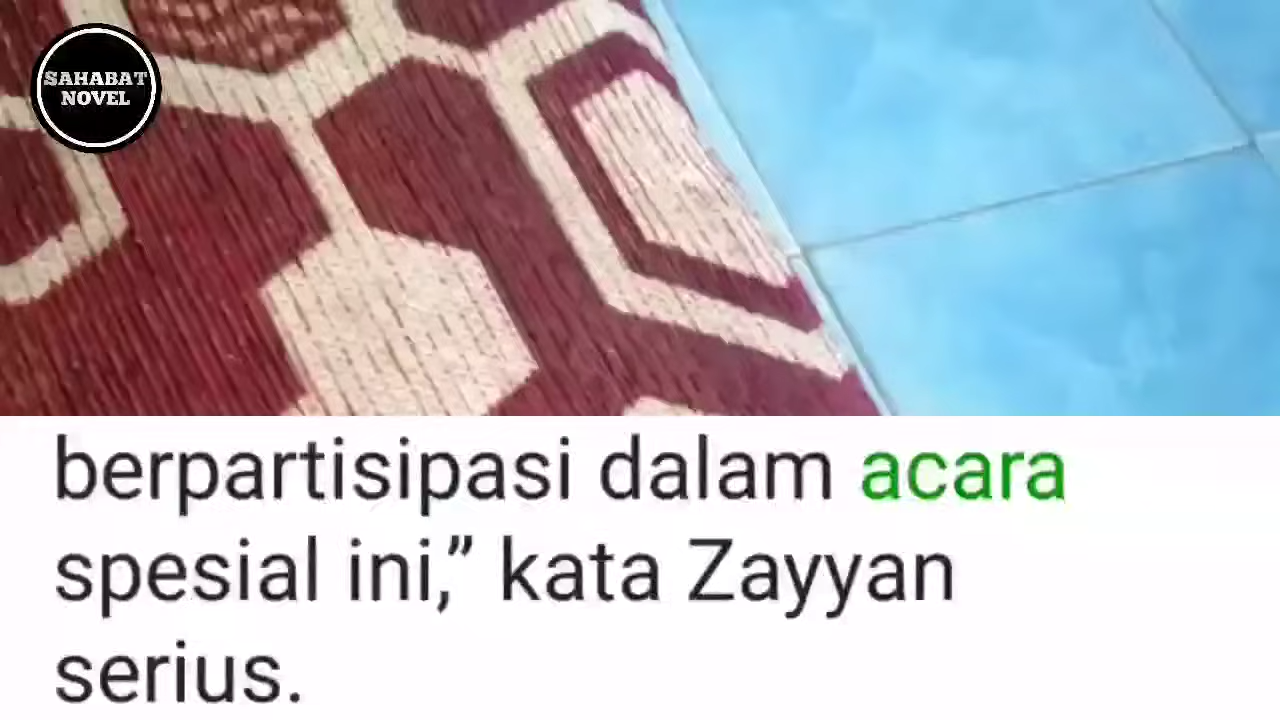 SAHABAT
NOVEL
berpartisipasi dalam acara
spesial ini,” kata Zayyan
serius.